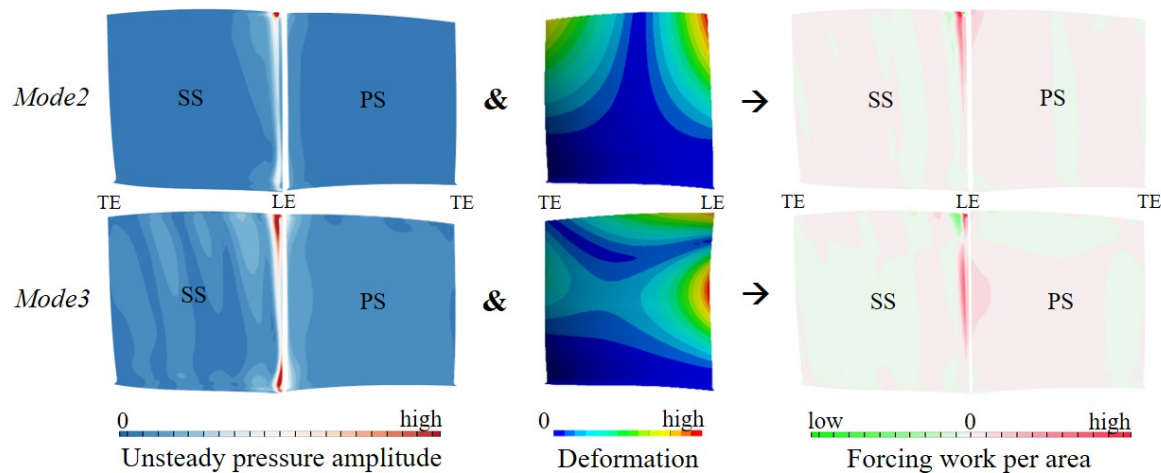 Mode2 SS PS & → SS PS
TE LE TE TE LE TE LE TE
Mode3 SS PS & → SS PS
0 high 0 high low 0 high
Unsteady pressure amplitude Deformation Forcing work per area